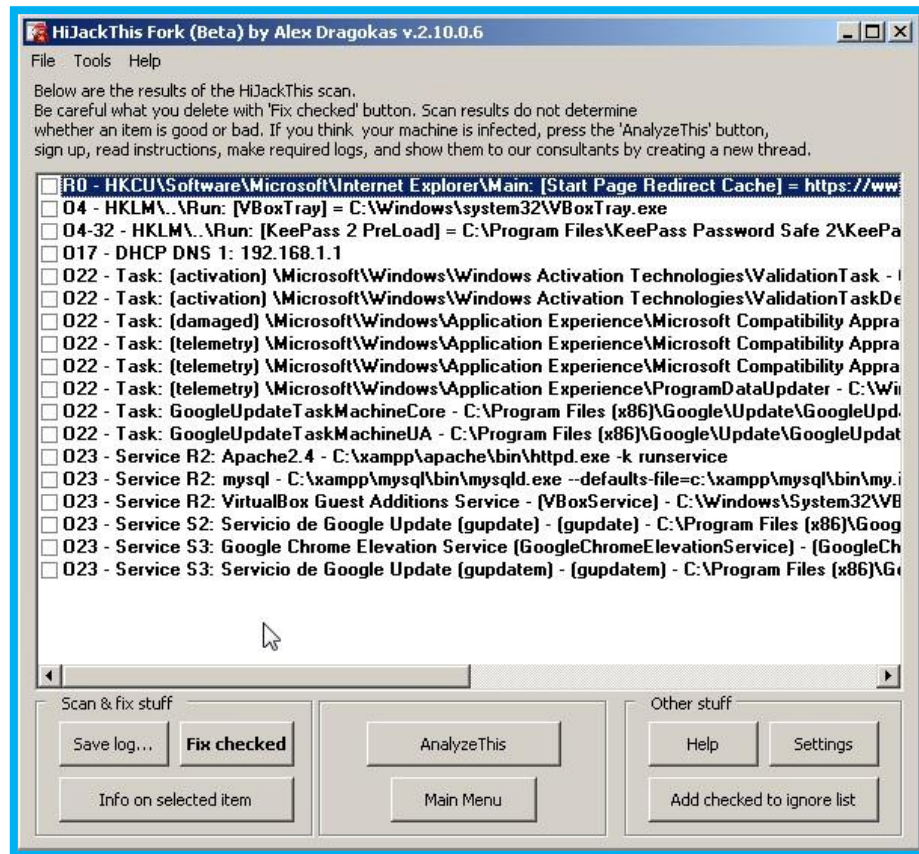 HiJackThis Fork (Beta) by Alex Dragokas v.2.10.0.6
File Tools Help
Below are the results of the HiJackThis scan.
Be careful what you delete with 'Fix checked' button. Scan results do not determine
whether an item is good or bad. If you think your machine is infected, press the 'AnalyzeThis' button,
sign up, read instructions, make required logs, and show them to our consultants by creating a new thread.
R0 - HKCU\Software\Microsoft\Internet Explorer\Main: [Start Page Redirect Cache] = https://ww
O4 - HKLM\..\Run: [VBoxTray] = C:\Windows\system32\VBoxTray.exe
O4-32 - HKLM\..\Run: [KeePass 2 PreLoad] = C:\Program Files\KeePass Password Safe 2\KeePa
O17 - DHCP DNS 1: 192.168.1.1
O22 - Task: (activation) \Microsoft\Windows\Windows Activation Technologies\ValidationTask -
O22 - Task: (activation) \Microsoft\Windows\Windows Activation Technologies\ValidationTaskDe
O22 - Task: (damaged) \Microsoft\Windows\Application Experience\Microsoft Compatibility Appra
O22 - Task: (telemetry) \Microsoft\Windows\Application Experience\Microsoft Compatibility Appra
O22 - Task: (telemetry) \Microsoft\Windows\Application Experience\Microsoft Compatibility Appra
O22 - Task: (telemetry) \Microsoft\Windows\Application Experience\ProgramDataUpdater - C:\Wi
O22 - Task: GoogleUpdateTaskMachineCore - C:\Program Files (x86)\Google\Update\GoogleUpd
O22 - Task: GoogleUpdateTaskMachineUA - C:\Program Files (x86)\Google\Update\GoogleUpdat
O23 - Service R2: Apache2.4 - C:\xampp\apache\bin\httpd.exe -k runservice
O23 - Service R2: mysql - C:\xampp\mysql\bin\mysqld.exe --defaults-file=c:\xampp\mysql\bin\my.i
O23 - Service R2: VirtualBox Guest Additions Service - (VBoxService) - C:\Windows\System32\VB
O23 - Service S2: Servicio de Google Update (gupdate) - (gupdate) - C:\Program Files (x86)\Goog
O23 - Service S3: Google Chrome Elevation Service (GoogleChromeElevationService) - (GoogleCh
O23 - Service S3: Servicio de Google Update (gupdatem) - (gupdatem) - C:\Program Files (x86)\Go
Scan & fix stuff
Save log...
Fix checked
Info on selected item
AnalyzeThis
Main Menu
Other stuff
Help
Settings
Add checked to ignore list